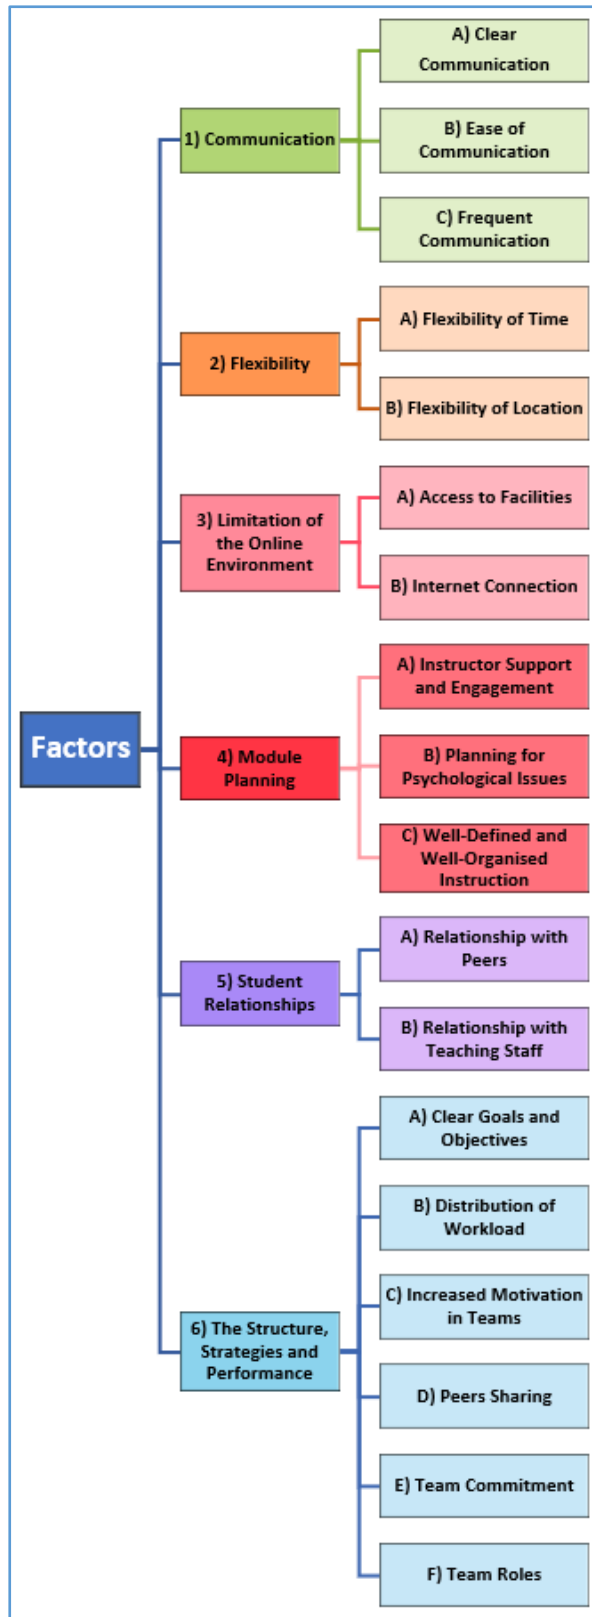 Factors
1) Communication
A) Clear
Communication
B) Ease of
Communication
C) Frequent
Communication
2) Flexibility
A) Flexibility of Time
B) Flexibility of Location
3) Limitation of
the Online
Environment
A) Access to Facilities
B) Internet Connection
4) Module
Planning
A) Instructor Support
and Engagement
B) Planning for
Psychological Issues
C) Well-Defined and
Well-Organised
Instruction
5) Student
Relationships
A) Relationship with
Peers
B) Relationship with
Teaching Staff
6) The Structure,
Strategies and
Performance
A) Clear Goals and
Objectives
B) Distribution of
Workload
C) Increased Motivation
in Teams
D) Peers Sharing
E) Team Commitment
F) Team Roles